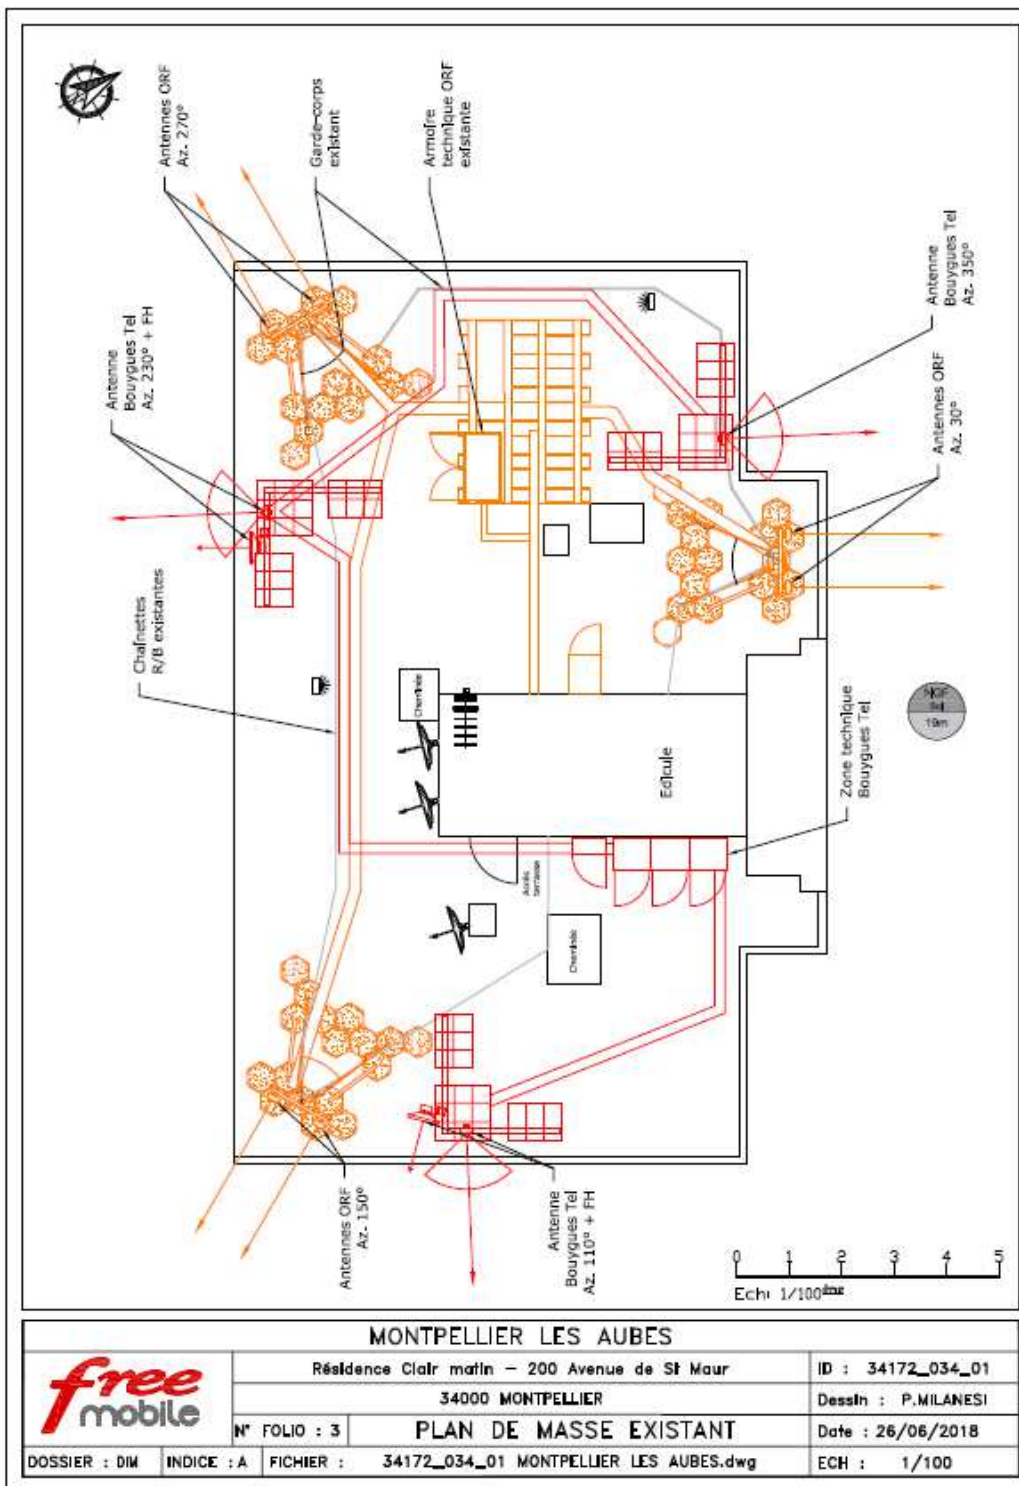 Antennes ORF
Az. 270°
Garde-corps
existant
Armoire
technique ORF
existante
Antenne
Bouygues Tel
Az. 230° + FH
Antenne
Bouygues Tel
Az. 350°
Antennes ORF
Az. 30°
Chaînettes
R/B existantes
Cheminée
Edicule
NGF
Sol
19m
Zone technique
Bouygues Tel
Accès
terrasse
Cheminée
Antennes ORF
Az. 150°
Antenne
Bouygues Tel
Az. 110° + FH
0 1 2 3 4 5
Ech: 1/100ème
MONTPELLIER LES AUBES
free
mobile
Résidence Clair matin - 200 Avenue de St Maur
ID : 34172_034_01
34000 MONTPELLIER
Dessin : P.MILANESI
N° FOLIO : 3
PLAN DE MASSE EXISTANT
Date : 26/06/2018
DOSSIER : DIM
INDICE : A
FICHIER : 34172_034_01 MONTPELLIER LES AUBES.dwg
ECH : 1/100